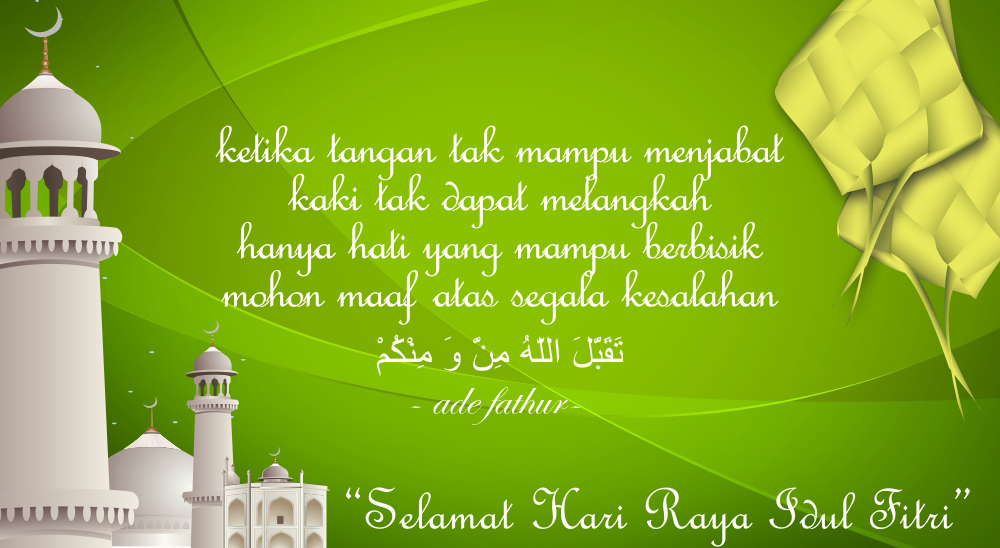 ketika tangan tak mampu menjabat
kaki tak dapat melangkah
hanya hati yang mampu berbisik
mohon maaf atas segala kesalahan
تَقَبَّلَ اللّهُ مِنَّ وَ مِنْكُمْ
- ade fathur-
“Selamat Hari Raya Idul Fitri”